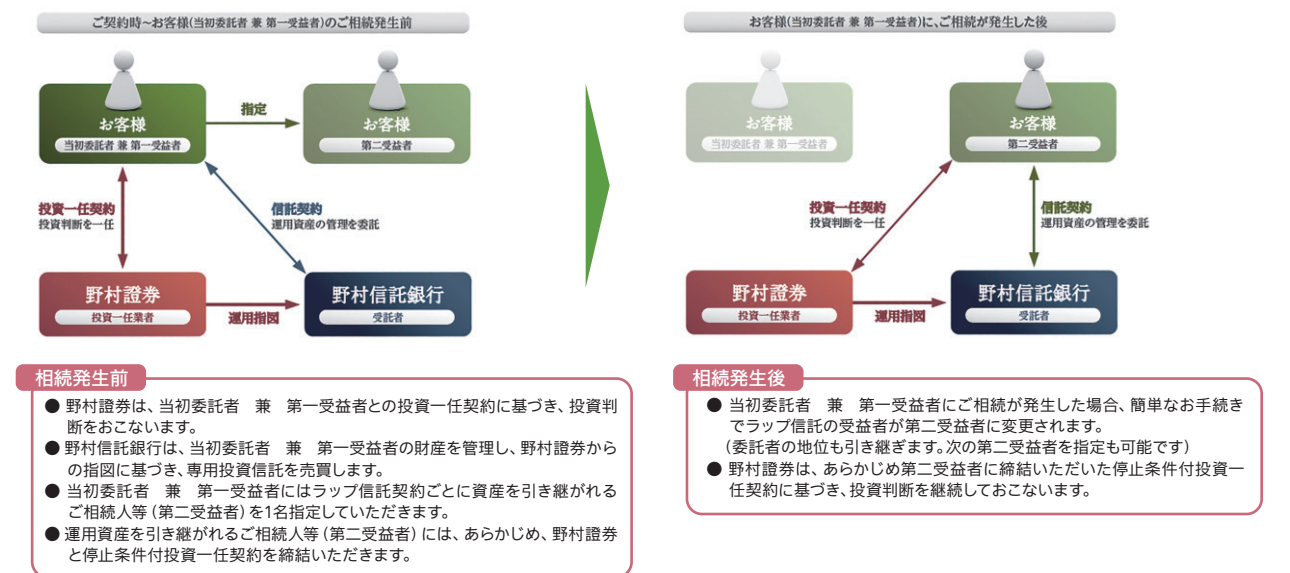 ご契約時~お客様(当初委託者 兼 第一受益者)のご相続発生前
お客様
当初委託者 兼 第一受益者
指定
お客様
第二受益者
投資一任契約
投資判断を一任
信託契約
運用資産の管理を委託
野村證券
投資一任業者
運用指図
野村信託銀行
受託者
相続発生前
● 野村證券は、当初委託者 兼 第一受益者との投資一任契約に基づき、投資判
断をおこないます。
● 野村信託銀行は、当初委託者 兼 第一受益者の財産を管理し、野村證券から
の指図に基づき、専用投資信託を売買します。
● 当初委託者 兼 第一受益者にはラップ信託契約ごとに資産を引き継がれる
ご相続人等(第二受益者)を1名指定していただきます。
● 運用資産を引き継がれるご相続人等(第二受益者)には、あらかじめ、野村證券
と停止条件付投資一任契約を締結いただきます。
お客様(当初委託者 兼 第一受益者)に、ご相続が発生した後
お客様
当初委託者 兼 第一受益者
お客様
第二受益者
投資一任契約
投資判断を一任
信託契約
運用資産の管理を委託
野村證券
投資一任業者
運用指図
野村信託銀行
受託者
相続発生後
● 当初委託者 兼 第一受益者にご相続が発生した場合、簡単なお手続き
でラップ信託の受益者が第二受益者に変更されます。
(委託者の地位も引き継ぎます。次の第二受益者を指定も可能です)
● 野村證券は、あらかじめ第二受益者に締結いただいた停止条件付投資一
任契約に基づき、投資判断を継続しておこないます。